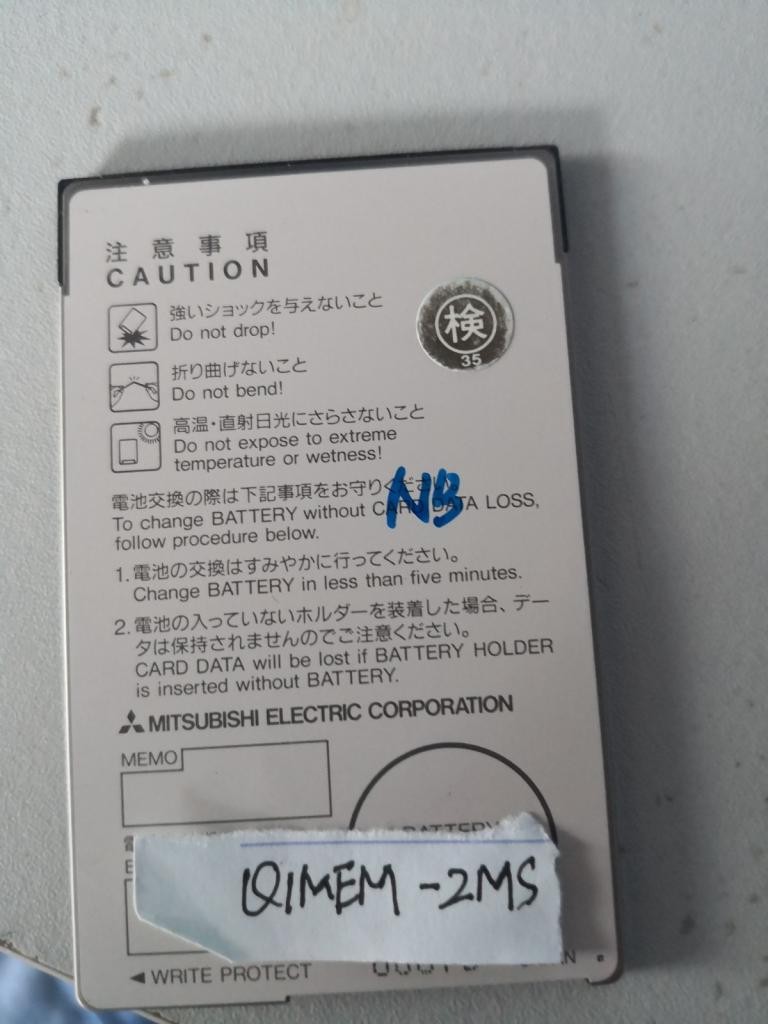 注意事項
CAUTION
強いショックを与えないこと
Do not drop!
検
35
折り曲げないこと
Do not bend!
高温・直射日光にさらさないこと
Do not expose to extreme
temperature or wetness!
電池交換の際は下記事項をお守りください。
NB
To change BATTERY without CARD DATA LOSS,
follow procedure below.
1. 電池の交換はすみやかに行ってください。
Change BATTERY in less than five minutes.
2. 電池の入っていないホルダーを装着した場合、デー
タは保持されませんのでご注意ください。
CARD DATA will be lost if BATTERY HOLDER
is inserted without BATTERY.
MITSUBISHI ELECTRIC CORPORATION
MEMO
BATTERY
Q1MEM-2MS
◄ WRITE PROTECT